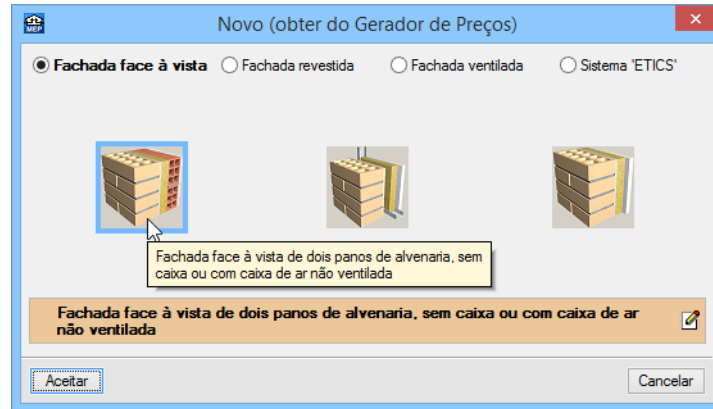 MEP
Novo (obter do Gerador de Preços)
Fachada face à vista
Fachada revestida
Fachada ventilada
Sistema 'ETICS'
Fachada face à vista de dois panos de alvenaria, sem
caixa ou com caixa de ar não ventilada
Fachada face à vista de dois panos de alvenaria, sem caixa ou com caixa de ar
não ventilada
Aceitar
Cancelar